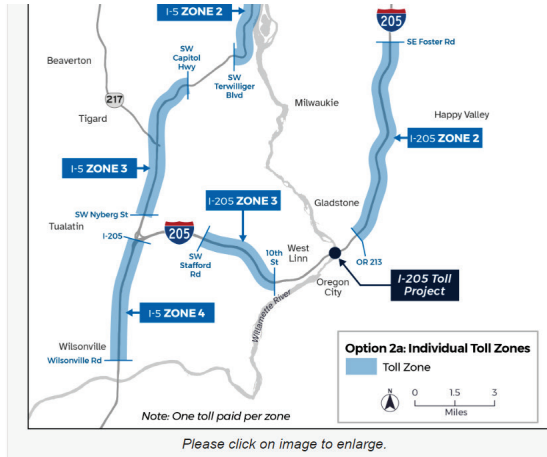 I-5 ZONE 2
205
SW
Capitol
Hwy
SE Foster Rd
Beaverton
SW
Terwilliger
Blvd
217
Milwaukie
Tigard
Happy Valley
I-205 ZONE 2
I-5 ZONE 3
I-205 ZONE 3
Gladstone
SW Nyberg St
Tualatin
205
I-205
10th
St
West
Linn
SW
Stafford
Rd
OR 213
Oregon
City
I-205 Toll
Project
Willamette River
I-5 ZONE 4
Wilsonville
Wilsonville Rd
Option 2a: Individual Toll Zones
Toll Zone
N
0 1.5 3
Miles
Note: One toll paid per zone
Please click on image to enlarge.